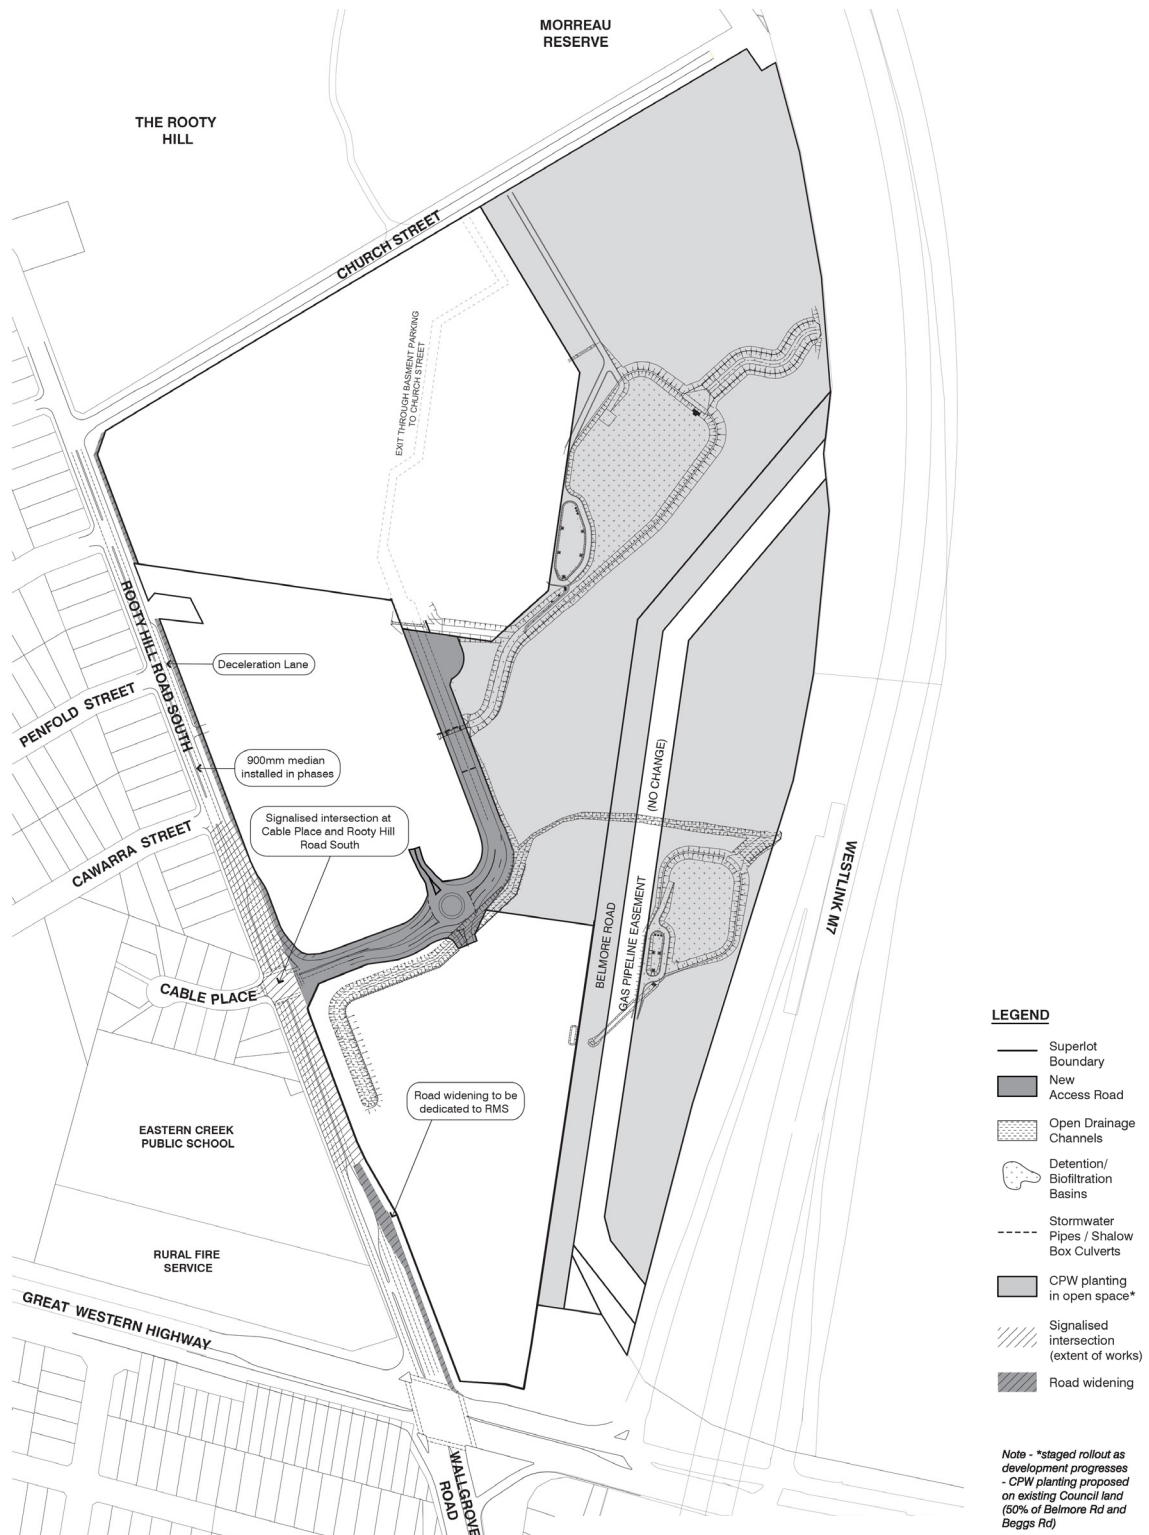 MORREAU
RESERVE
THE ROOTY
HILL
CHURCH STREET
EXIT THROUGH BASMENT PARKING
TO CHURCH STREET
ROOTY HILL ROAD SOUTH
Deceleration Lane
PENFOLD STREET
900mm median
installed in phases
Signalised intersection at
Cable Place and Rooty Hill
Road South
CAWARRA STREET
(NO CHANGE)
WESTLINK M7
BELMORE ROAD
GAS PIPELINE EASEMENT
CABLE PLACE
Road widening to be
dedicated to RMS
EASTERN CREEK
PUBLIC SCHOOL
RURAL FIRE
SERVICE
GREAT WESTERN HIGHWAY
WALLGROVE
ROAD
LEGEND
Superlot
Boundary
New
Access Road
Open Drainage
Channels
Detention/
Biofiltration
Basins
Stormwater
Pipes / Shalow
Box Culverts
CPW planting
in open space*
Signalised
intersection
(extent of works)
Road widening
Note - *staged rollout as
development progresses
- CPW planting proposed
on existing Council land
(50% of Belmore Rd and
Beggs Rd)